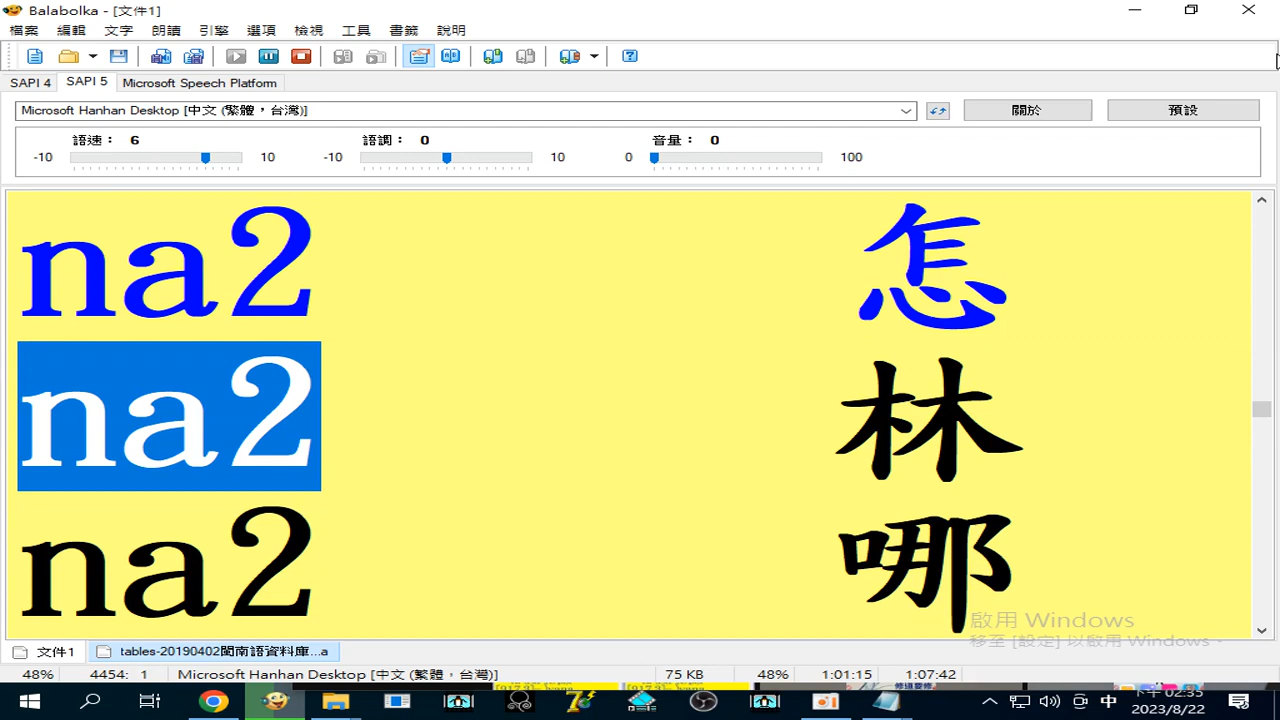 Balabolka - [文件1]
檔案 編輯 文字 朗讀 引擎 選項 檢視 工具 書籤 說明
SAPI 4 SAPI 5 Microsoft Speech Platform
Microsoft Hanhan Desktop [中文 (繁體，台灣)] 關於 預設
語速： 6 語調： 0 音量： 0
-10 10 -10 10 0 100
na2 怎
na2 林
na2 哪
啟用 Windows
移至 [設定] 以啟用 Windows。
文件1 tables-20190402閩南語資料庫...a
48% 4454: 1 Microsoft Hanhan Desktop [中文 (繁體，台灣)] 75 KB 48% 1:01:15 1:07:42
中 下午 02:35
2023/8/22